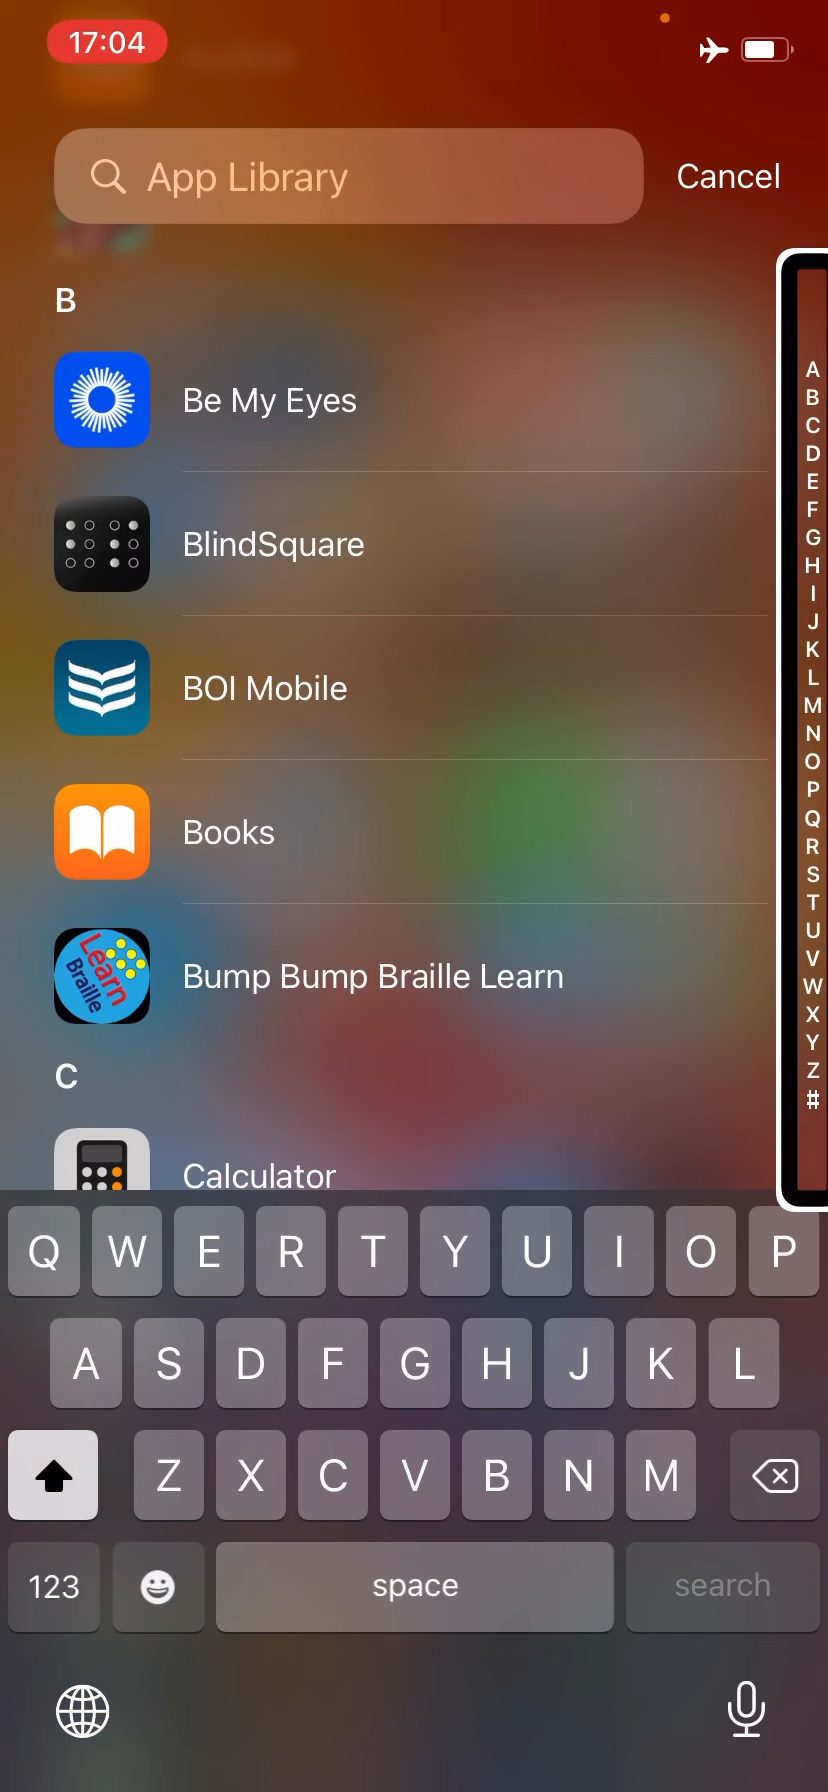 17:04
App Library
Cancel
B
Be My Eyes
BlindSquare
BOI Mobile
Books
Learn
Braille
Bump Bump Braille Learn
C
Calculator
A
B
C
D
E
F
G
H
I
J
K
L
M
N
O
P
Q
R
S
T
U
V
W
X
Y
Z
#
Q W E R T Y U I O P
A S D F G H J K L
Z X C V B N M
123 space search